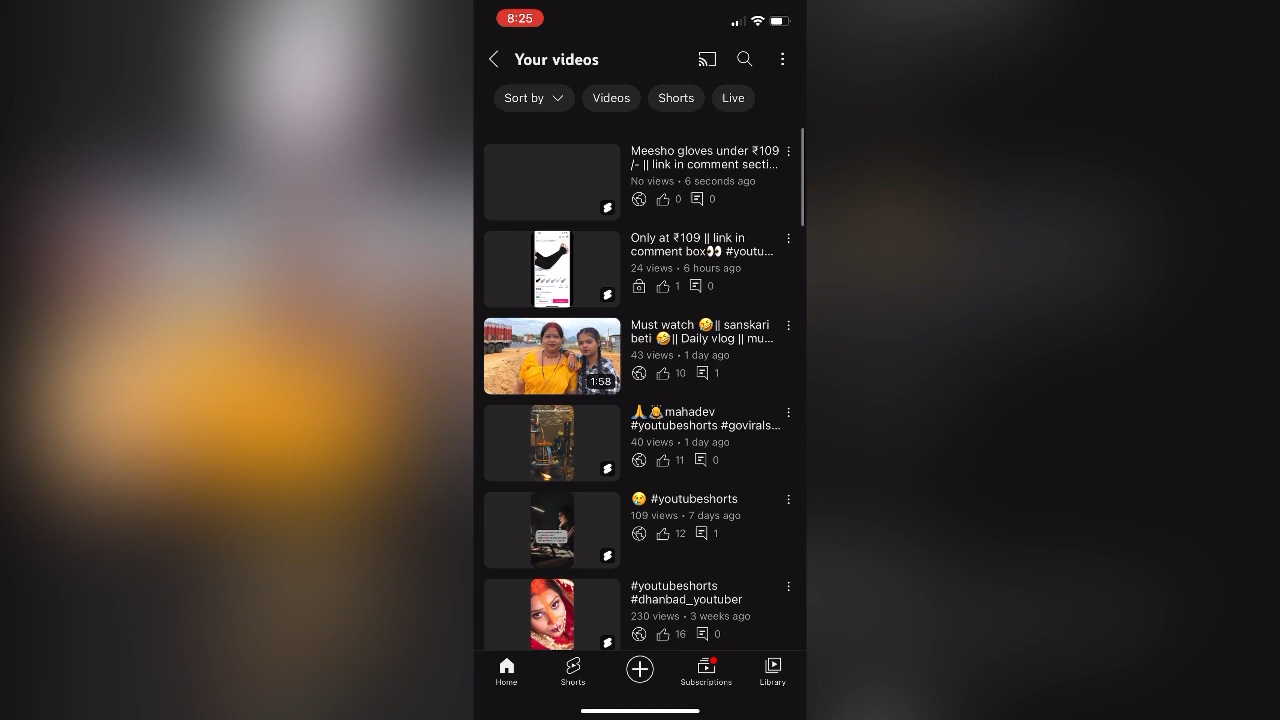 8:25
Your videos
Sort by Videos Shorts Live
Meesho gloves under ₹109
/- || link in comment secti...
No views • 6 seconds ago
0 0
Only at ₹109 || link in
comment box👀 #youtu...
24 views • 6 hours ago
1 0
Must watch 🤣|| sanskari
beti 🤣|| Daily vlog || mu...
43 views • 1 day ago
10 1
1:58
🙏🙇mahadev
#youtubeshorts #govirals...
40 views • 1 day ago
11 0
😢 #youtubeshorts
109 views • 7 days ago
12 1
#youtubeshorts
#dhanbad_youtuber
230 views • 3 weeks ago
16 0
Home Shorts Subscriptions Library